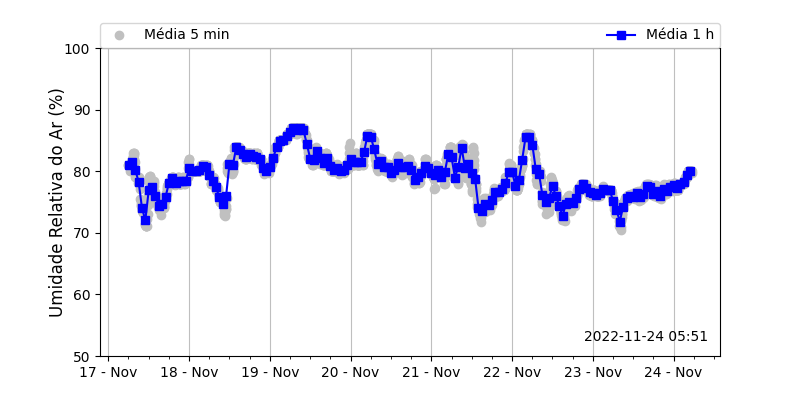 Média 5 min Média 1 h
100
90
80
70
60
50
Umidade Relativa do Ar (%)
2022-11-24 05:51
17 - Nov 18 - Nov 19 - Nov 20 - Nov 21 - Nov 22 - Nov 23 - Nov 24 - Nov